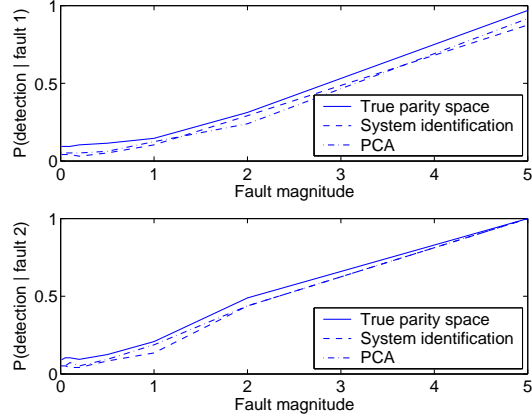 1
0.5
0
P(detection | fault 1)
True parity space
System identification
PCA
0 1 2 3 4 5
Fault magnitude
1
0.5
0
P(detection | fault 2)
True parity space
System identification
PCA
0 1 2 3 4 5
Fault magnitude